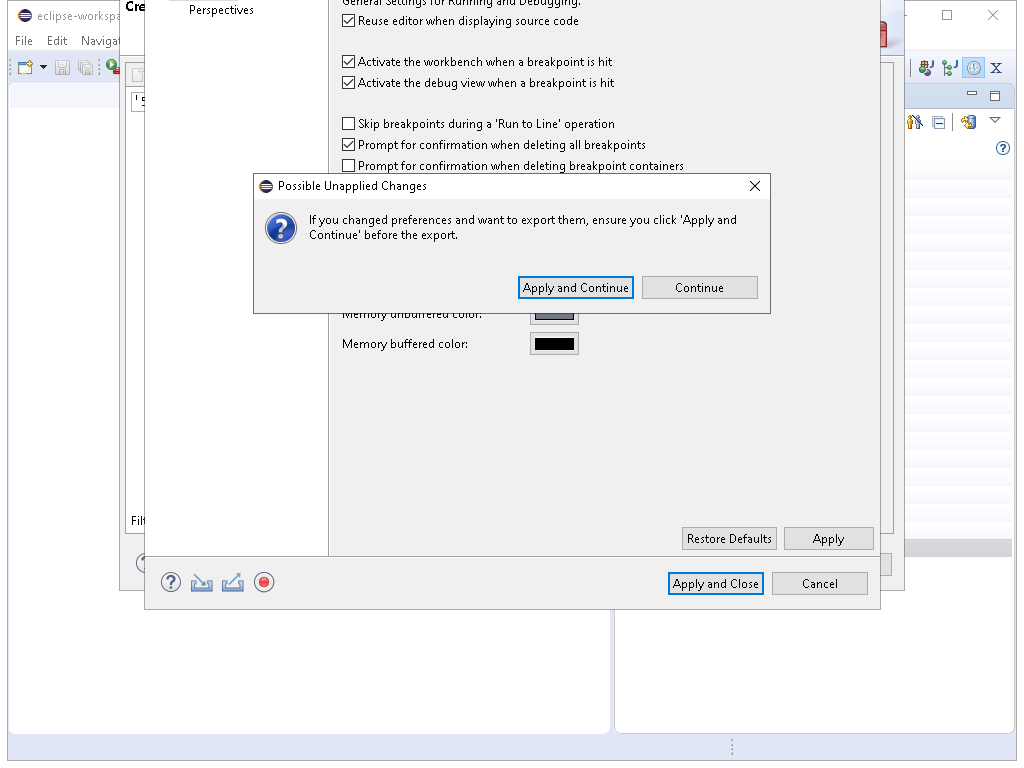 eclipse-workspa
File Edit Navigat
Cre
Perspectives
General Settings for Running and Debugging.
Reuse editor when displaying source code
Activate the workbench when a breakpoint is hit
Activate the debug view when a breakpoint is hit
Skip breakpoints during a 'Run to Line' operation
Prompt for confirmation when deleting all breakpoints
Prompt for confirmation when deleting breakpoint containers
Possible Unapplied Changes
If you changed preferences and want to export them, ensure you click 'Apply and
Continue' before the export.
Apply and Continue Continue
Memory unbuffered color:
Memory buffered color:
Filt
Restore Defaults Apply
Apply and Close Cancel